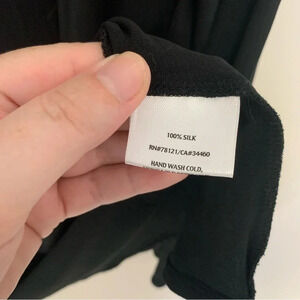 100% SILK
RN#78121/CA#34460
HAND WASH COLD,